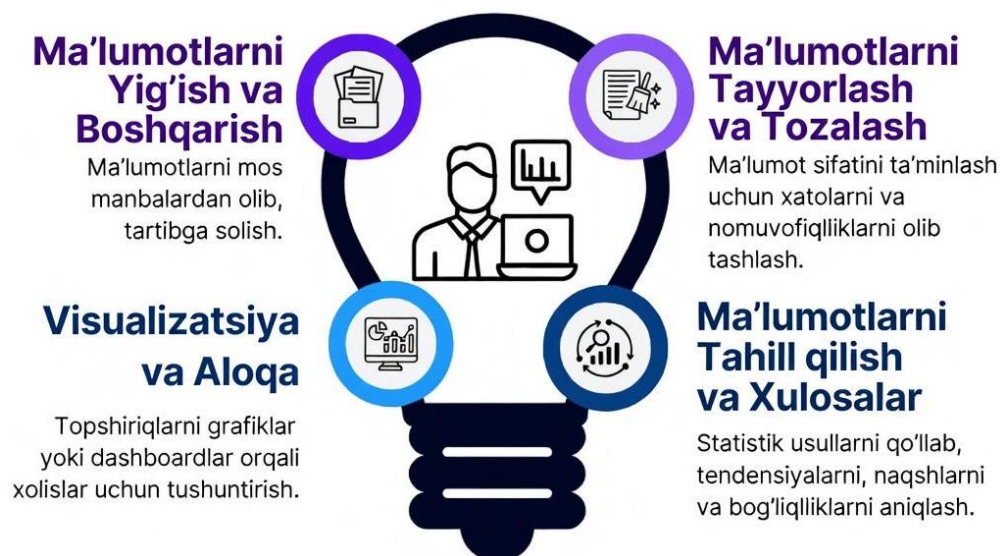 Ma'lumotlarni
Yig'ish va
Boshqarish
Ma'lumotlarni mos
manbalardan olib,
tartibga solish.
Ma'lumotlarni
Tayyorlash
va Tozalash
Ma'lumot sifatini ta'minlash
uchun xatolarni va
nomuvofiqlliklarni olib
tashlash.
Visualizatsiya
va Aloqa
Topshiriqlarni grafiklar
yoki dashboardlar orqali
xolislar uchun tushuntirish.
Ma'lumotlarni
Tahill qilish
va Xulosalar
Statistik usullarni qo'llab,
tendensiyalarni, naqshlarni
va bog'liqlliklarni aniqlash.